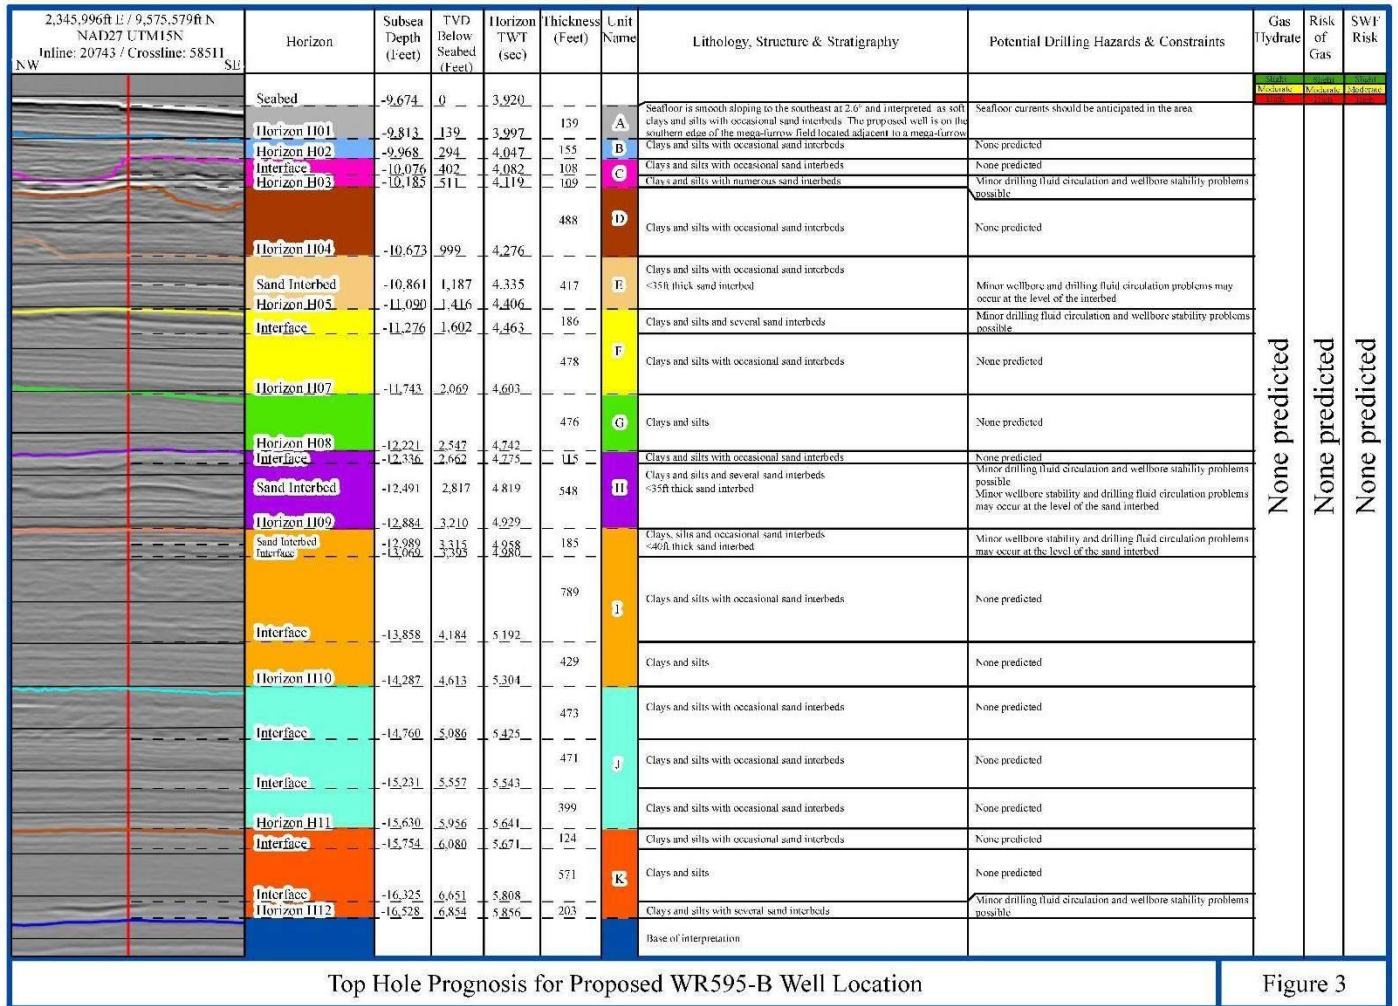 2,345,996ft E / 9,575,579ft N
NAD27 UTM15N
Inline: 20743 / Crossline: 58511
NW SE
Horizon
Subsea Depth (Feet)
TVD Below Seabed (Feet)
Horizon TWT (sec)
Thickness (Feet)
Unit Name
Lithology, Structure & Stratigraphy
Potential Drilling Hazards & Constraints
Gas Hydrate
Risk of Gas
SWF Risk
Slight Slight Slight
Moderate Moderate Moderate
Seabed -9,674 0 3.920
139 A
Seafloor is smooth sloping to the southeast at 2.6° and interpreted as soft
clays and silts with occasional sand interbeds. The proposed well is on the
southern edge of the mega-furrow field located adjacent to a mega-furrow
Seafloor currents should be anticipated in the area
Horizon H01 -9,813 139 3.997
155 B Clays and silts with occasional sand interbeds None predicted
Horizon H02 -9,968 294 4.047
108 Clays and silts with occasional sand interbeds None predicted
Interface -10,076 402 4.082
C
109 Clays and silts with numerous sand interbeds Minor drilling fluid circulation and wellbore stability problems
possible
Horizon H03 -10,185 511 4.119
488 D Clays and silts with occasional sand interbeds None predicted
Horizon H04 -10,673 999 4.276
Clays and silts with occasional sand interbeds
Sand Interbed -10,861 1,187 4.335 417 E <35ft thick sand interbed Minor wellbore and drilling fluid circulation problems may
occur at the level of the interbed
Horizon H05 -11,090 1,416 4.406
186 Clays and silts and several sand interbeds Minor drilling fluid circulation and wellbore stability problems
possible
Interface -11,276 1,602 4.463
F
478 Clays and silts with occasional sand interbeds None predicted
Horizon H07 -11,743 2,069 4.603
476 G Clays and silts None predicted
Horizon H08 -12,221 2,547 4.742
Interface -12,336 2,662 4.775 115 Clays and silts with occasional sand interbeds None predicted
Clays and silts and several sand interbeds Minor drilling fluid circulation and wellbore stability problems
possible
Sand Interbed -12,491 2,817 4.819 548 H <35ft thick sand interbed Minor wellbore stability and drilling fluid circulation problems
may occur at the level of the sand interbed
Horizon H09 -12,884 3,210 4.929
Clays, silts and occasional sand interbeds
Sand Interbed -12,989 3,315 4.958 185 <40ft thick sand interbed Minor wellbore stability and drilling fluid circulation problems
may occur at the level of the sand interbed
Interface -13,069 3,395 4.980
789 I Clays and silts with occasional sand interbeds None predicted
Interface -13,858 4,184 5.192
429 Clays and silts None predicted
Horizon H10 -14,287 4,613 5.304
473 Clays and silts with occasional sand interbeds None predicted
Interface -14,760 5,086 5.425
471 J Clays and silts with occasional sand interbeds None predicted
Interface -15,231 5,557 5.543
399 Clays and silts with occasional sand interbeds None predicted
Horizon H11 -15,630 5,956 5.641
Interface -15,754 6,080 5.671 124 Clays and silts with occasional sand interbeds None predicted
571 K Clays and silts None predicted
Interface -16,325 6,651 5.808
Minor drilling fluid circulation and wellbore stability problems
possible
Horizon H12 -16,528 6,854 5.856 203 Clays and silts with several sand interbeds
Base of interpretation
None predicted
None predicted
None predicted
Top Hole Prognosis for Proposed WR595-B Well Location
Figure 3